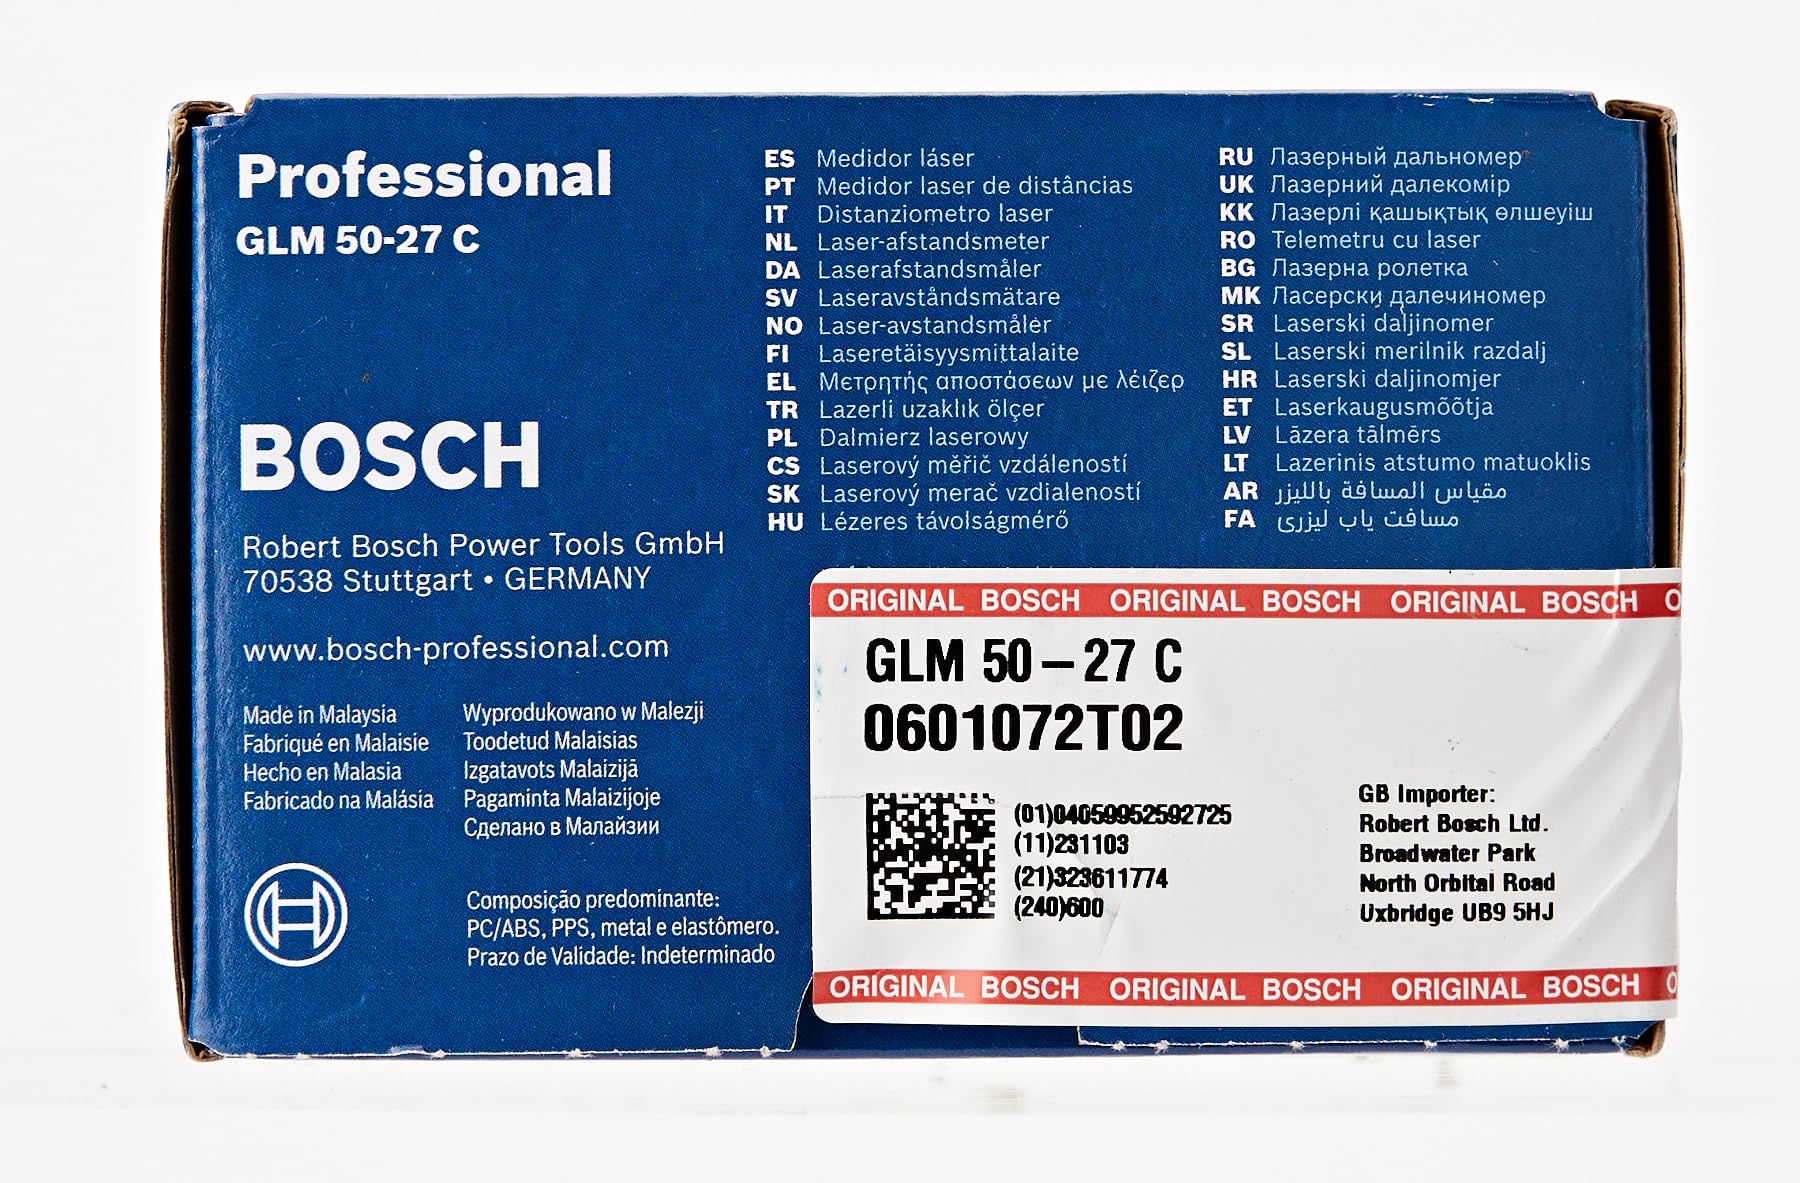 Professional
GLM 50-27 C
BOSCH
Robert Bosch Power Tools GmbH
70538 Stuttgart • GERMANY
www.bosch-professional.com
Made in Malaysia
Fabriqué en Malaisie
Hecho en Malasia
Fabricado na Malásia
Wyprodukowano w Malezji
Toodetud Malaisias
Izgatavots Malaizijā
Pagaminta Malaizijoje
Сделано в Малайзии
Composição predominante:
PC/ABS, PPS, metal e elastômero.
Prazo de Validade: Indeterminado
ES Medidor láser
PT Medidor laser de distâncias
IT Distanziometro laser
NL Laser-afstandsmeter
DA Laserafstandsmåler
SV Laseravståndsmätare
NO Laser-avstandsmåler
FI Laseretäisyysmittalaite
EL Μετρητής αποστάσεων με λέιζερ
TR Lazerli uzaklık ölçer
PL Dalmierz laserowy
CS Laserový měřič vzdáleností
SK Laserový merač vzdialeností
HU Lézeres távolságmérő
RU Лазерный дальномер
UK Лазерний далекомір
KK Лазерлі қашықтық өлшеуіш
RO Telemetru cu laser
BG Лазерна ролетка
MK Ласерски далечиномер
SR Laserski daljinomer
SL Laserski merilnik razdalj
HR Laserski daljinomjer
ET Laserkaugusmõõtja
LV Lāzera tālmērs
LT Lazerinis atstumo matuoklis
AR مقياس المسافة بالليزر
FA مسافت یاب لیزری
ORIGINAL BOSCH ORIGINAL BOSCH ORIGINAL BOSCH O
GLM 50-27 C
0601072T02
(01)04059952592725
(11)231103
(21)323611774
(240)600
GB Importer:
Robert Bosch Ltd.
Broadwater Park
North Orbital Road
Uxbridge UB9 5HJ
ORIGINAL BOSCH ORIGINAL BOSCH ORIGINAL BOSCH O